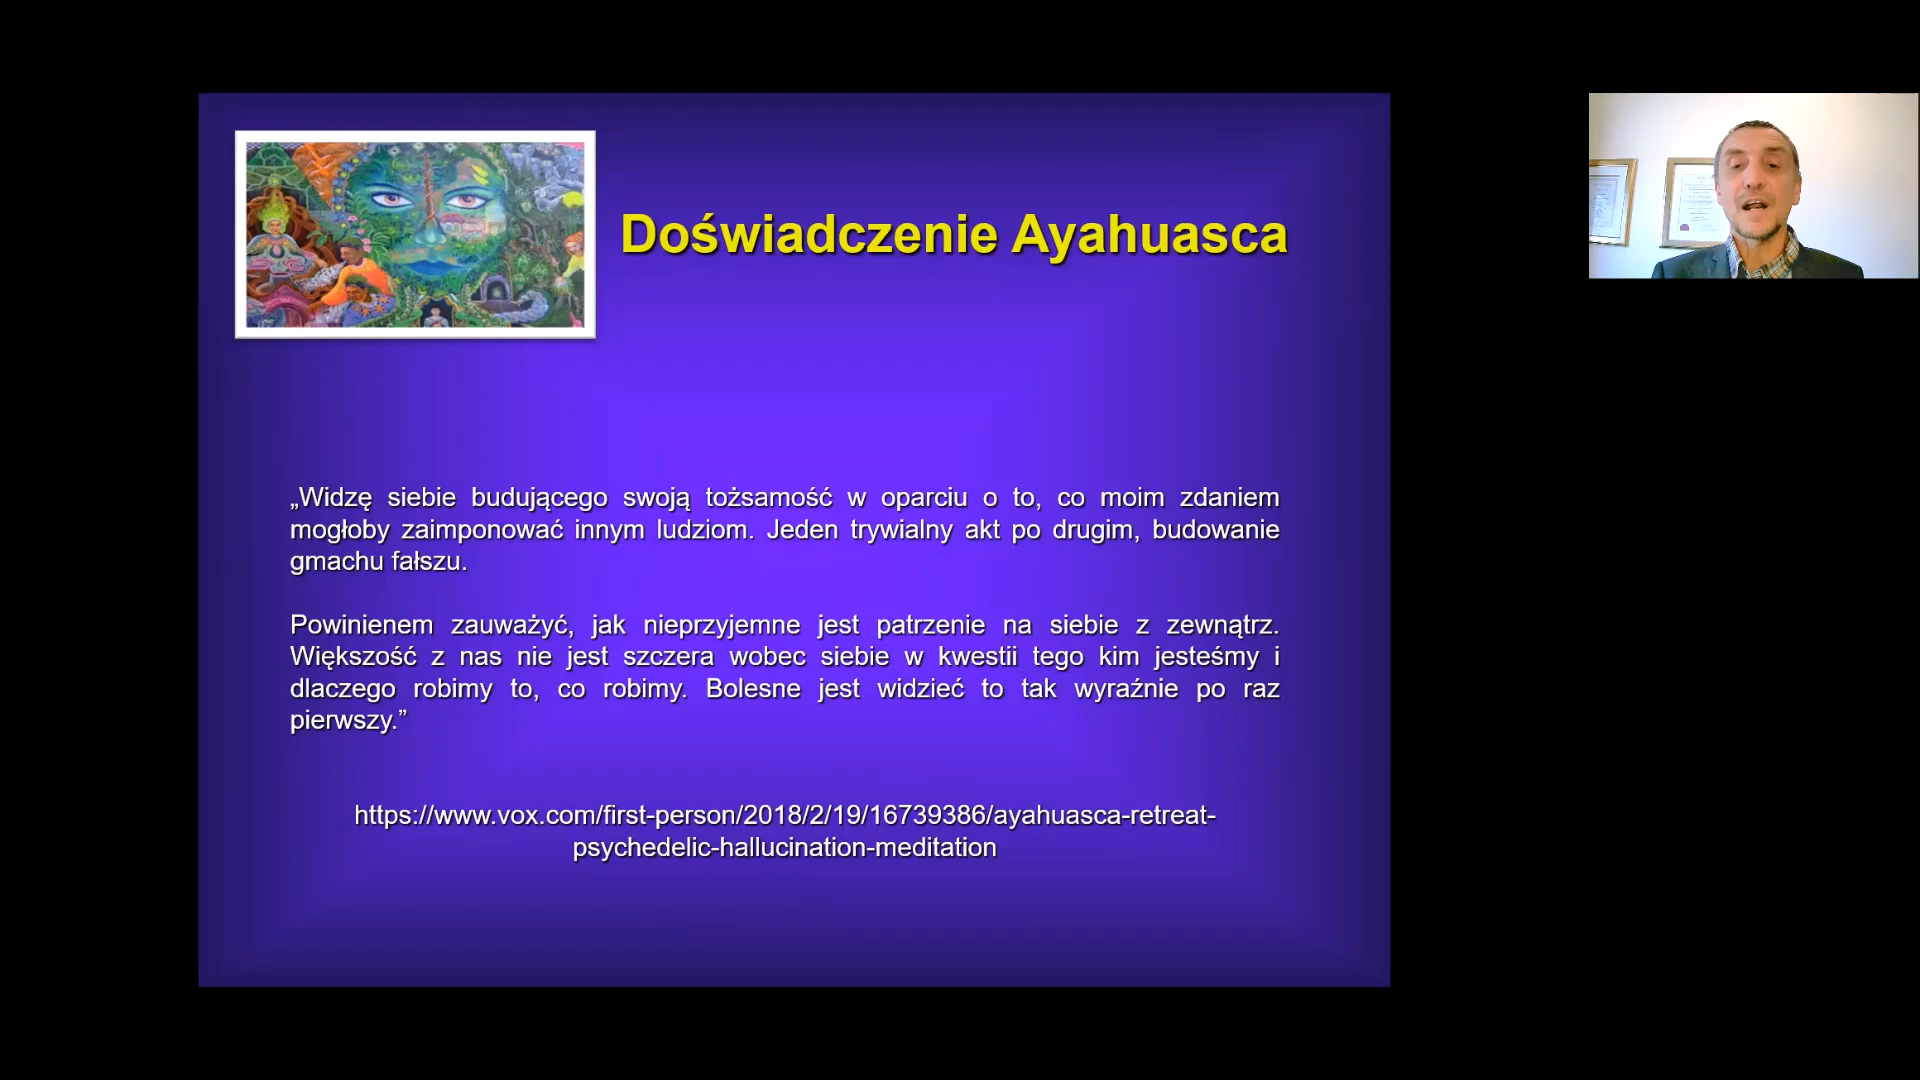 Doświadczenie Ayahuasca
„Widzę siebie budującego swoją tożsamość w oparciu o to, co moim zdaniem
mogłoby zaimponować innym ludziom. Jeden trywialny akt po drugim, budowanie
gmachu fałszu.
Powinienem zauważyć, jak nieprzyjemne jest patrzenie na siebie z zewnątrz.
Większość z nas nie jest szczera wobec siebie w kwestii tego kim jesteśmy i
dlaczego robimy to, co robimy. Bolesne jest widzieć to tak wyraźnie po raz
pierwszy.”
https://www.vox.com/first-person/2018/2/19/16739386/ayahuasca-retreat-
psychedelic-hallucination-meditation